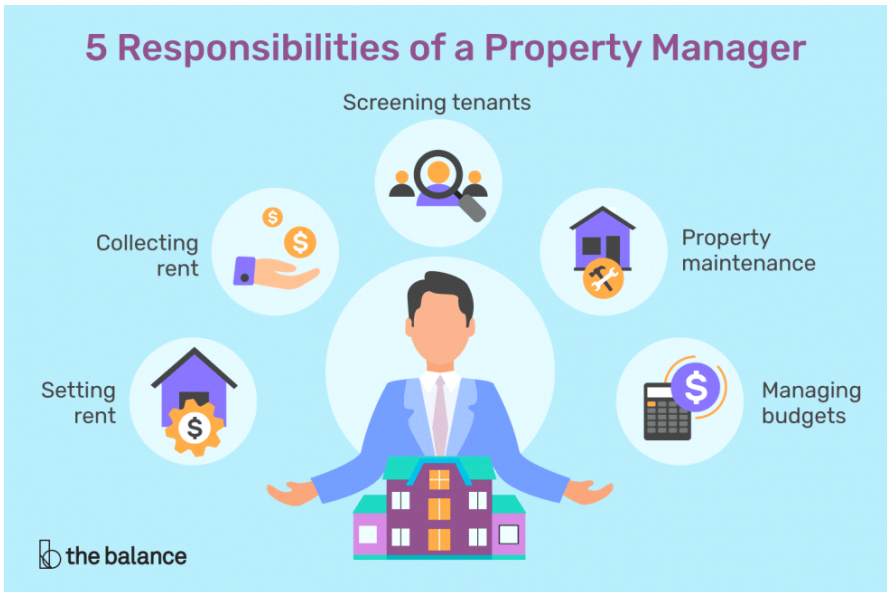 5 Responsibilities of a Property Manager
Screening tenants
Collecting
rent
Property
maintenance
Setting
rent
Managing
budgets
$
$
$
$
the balance